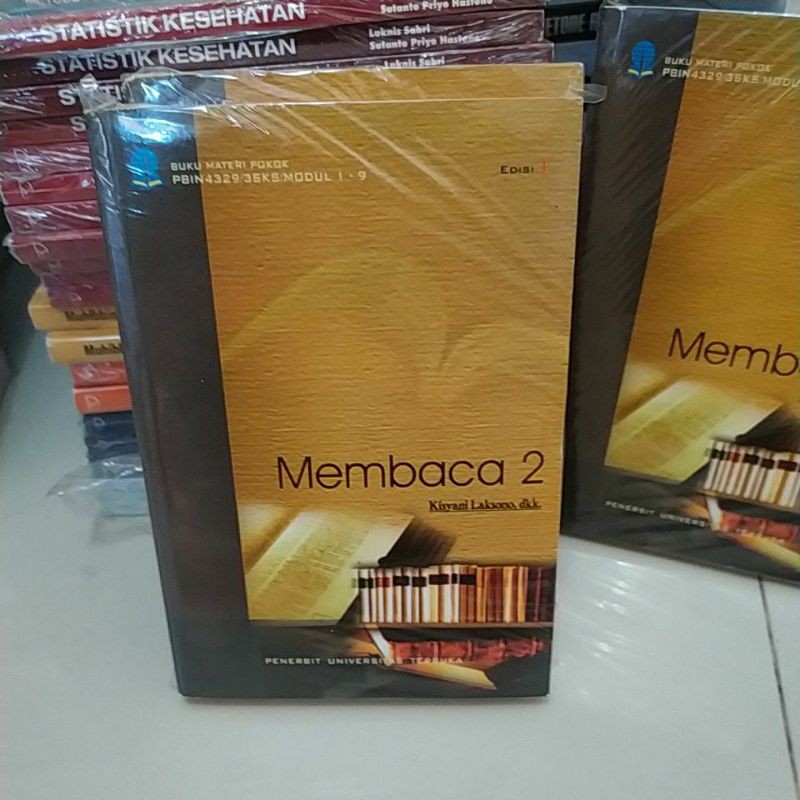 STATISTIK KESEHATAN
Sutanto Priyo Hastono
STATISTIK KESEHATAN
Luknis Sabri
Sutanto Priyo Hastono
Luknis Sabri
BUKU MATERI POKOK
PBIN4329/3SKS/MODUL 1 - 9
EDISI 1
Membaca 2
Kisyani Laksono, dkk.
PENERBIT UNIVERSITAS TERBUKA
BUKU MATERI POKOK
PBIN4329/3SKS/MODU
Memb
PENERBIT